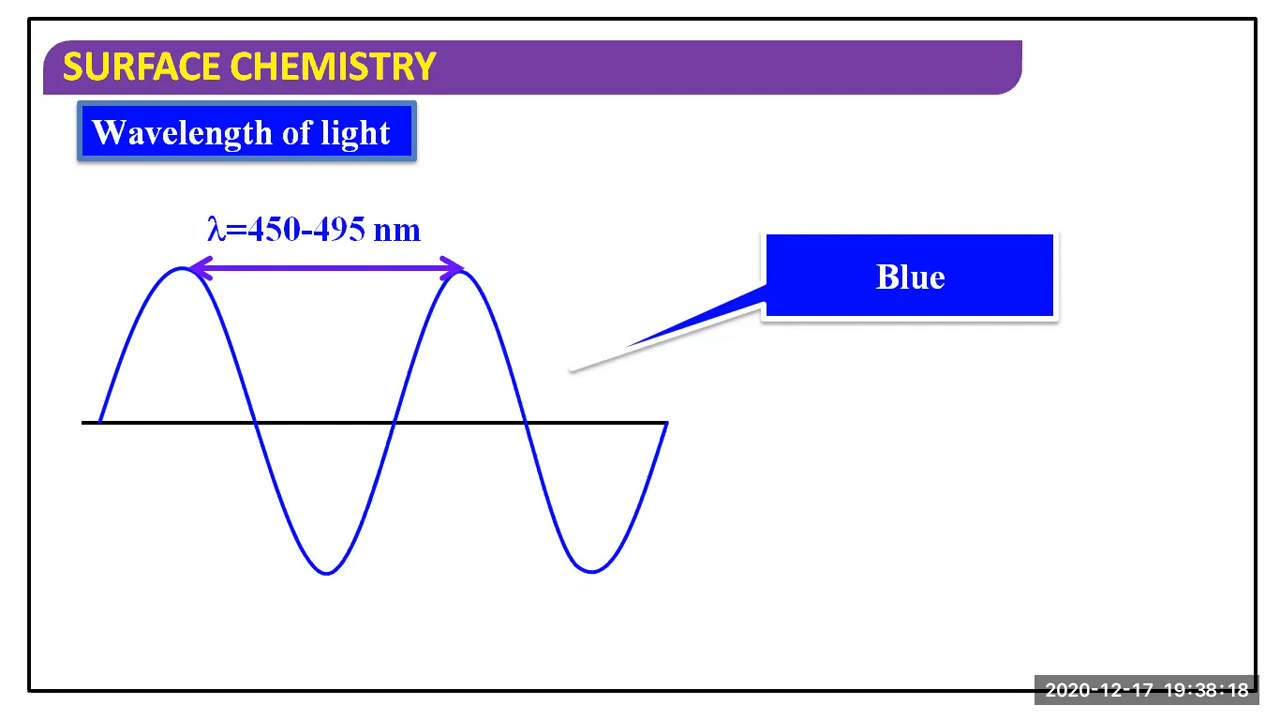 SURFACE CHEMISTRY
Wavelength of light
λ=450-495 nm
Blue
2020-12-17 19:38:18